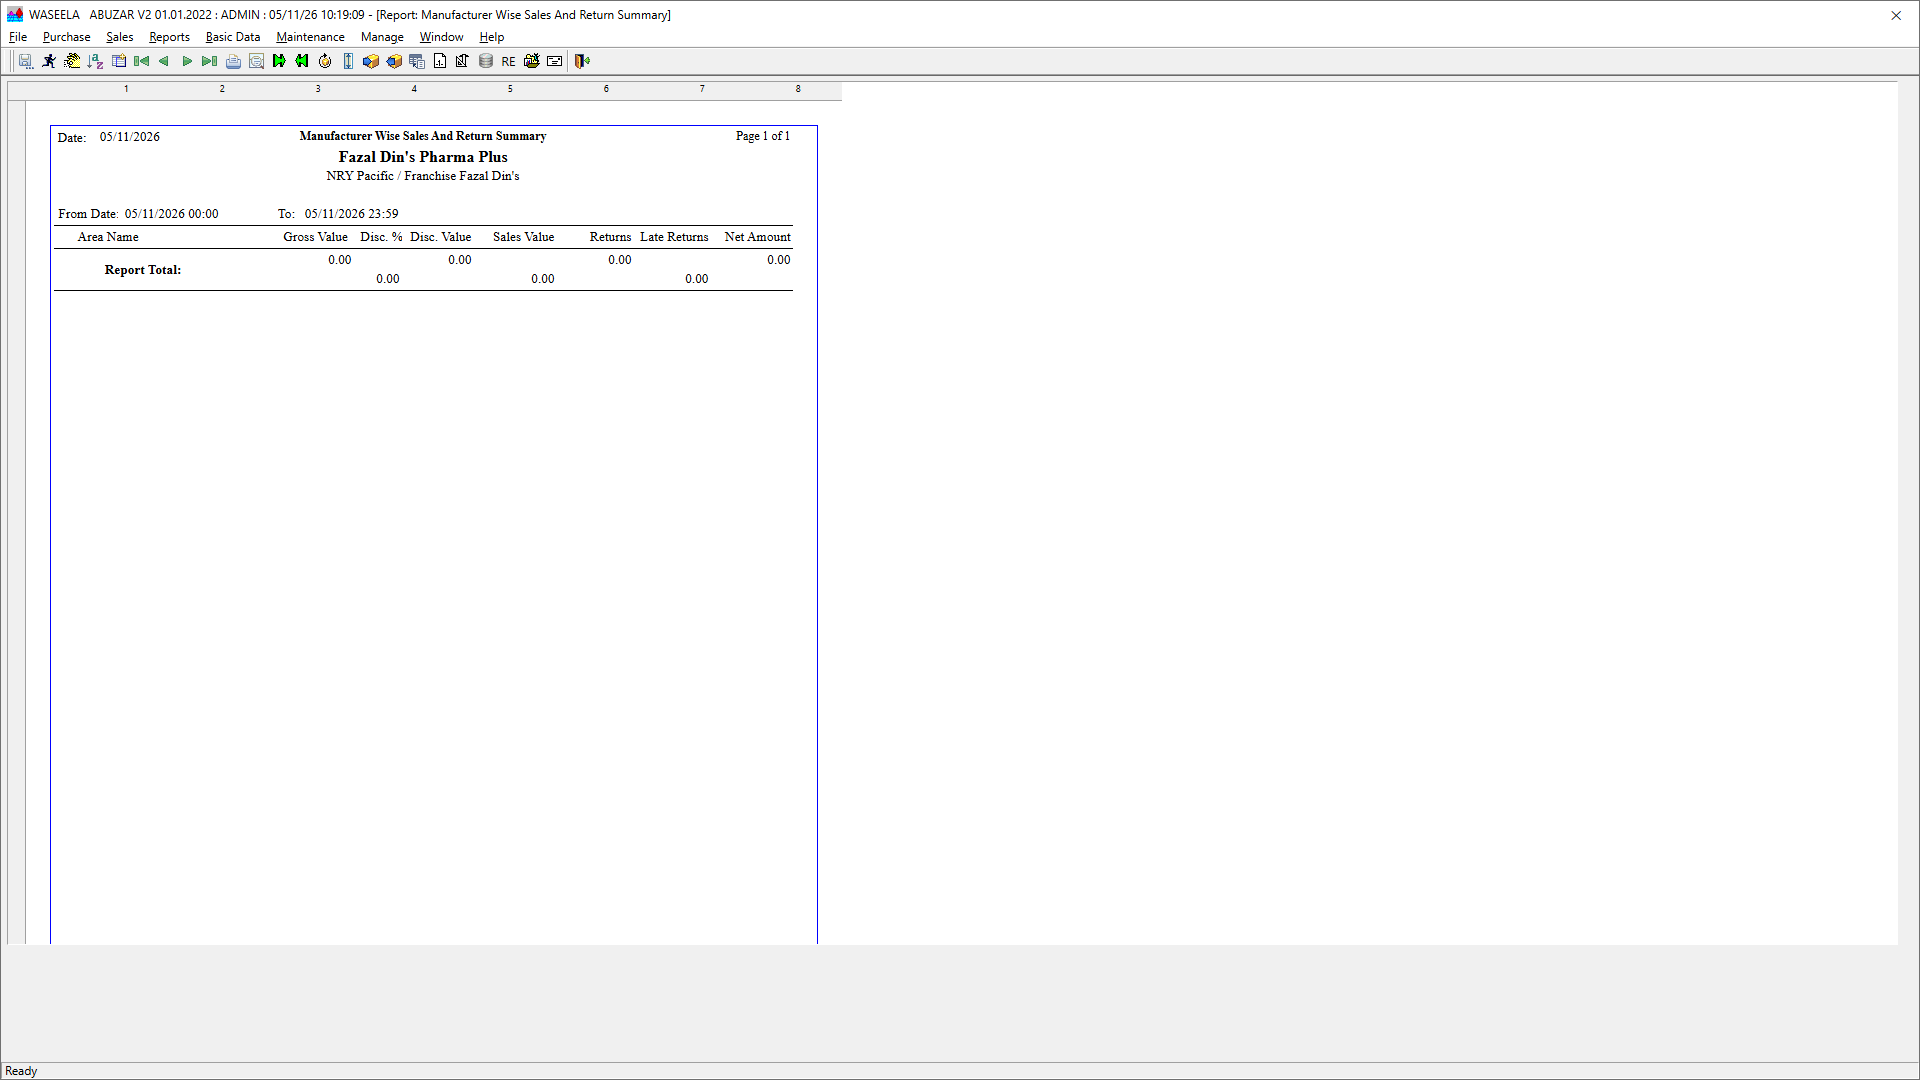 WASEELA ABUZAR V2 01.01.2022 : ADMIN : 05/11/26 10:19:09 - [Report: Manufacturer Wise Sales And Return Summary]
File Purchase Sales Reports Basic Data Maintenance Manage Window Help
RE
1 2 3 4 5 6 7 8
Date: 05/11/2026 Manufacturer Wise Sales And Return Summary Page 1 of 1
Fazal Din's Pharma Plus
NRY Pacific / Franchise Fazal Din's
From Date: 05/11/2026 00:00 To: 05/11/2026 23:59
Area Name Gross Value Disc. % Disc. Value Sales Value Returns Late Returns Net Amount
0.00 0.00 0.00 0.00
Report Total:
0.00 0.00 0.00
Ready